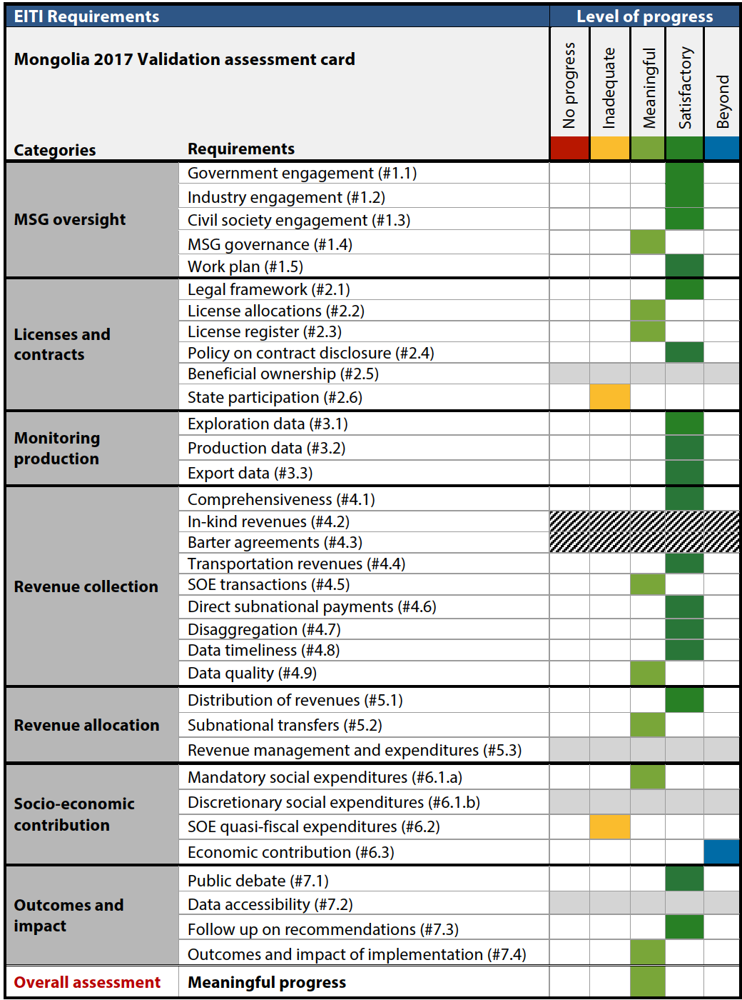 EITI Requirements
Level of progress
Mongolia 2017 Validation assessment card
No progress
Inadequate
Meaningful
Satisfactory
Beyond
Categories
Requirements
MSG oversight
Government engagement (#1.1)
Industry engagement (#1.2)
Civil society engagement (#1.3)
MSG governance (#1.4)
Work plan (#1.5)
Licenses and
contracts
Legal framework (#2.1)
License allocations (#2.2)
License register (#2.3)
Policy on contract disclosure (#2.4)
Beneficial ownership (#2.5)
State participation (#2.6)
Monitoring
production
Exploration data (#3.1)
Production data (#3.2)
Export data (#3.3)
Revenue collection
Comprehensiveness (#4.1)
In-kind revenues (#4.2)
Barter agreements (#4.3)
Transportation revenues (#4.4)
SOE transactions (#4.5)
Direct subnational payments (#4.6)
Disaggregation (#4.7)
Data timeliness (#4.8)
Data quality (#4.9)
Revenue allocation
Distribution of revenues (#5.1)
Subnational transfers (#5.2)
Revenue management and expenditures (#5.3)
Socio-economic
contribution
Mandatory social expenditures (#6.1.a)
Discretionary social expenditures (#6.1.b)
SOE quasi-fiscal expenditures (#6.2)
Economic contribution (#6.3)
Outcomes and
impact
Public debate (#7.1)
Data accessibility (#7.2)
Follow up on recommendations (#7.3)
Outcomes and impact of implementation (#7.4)
Overall assessment
Meaningful progress